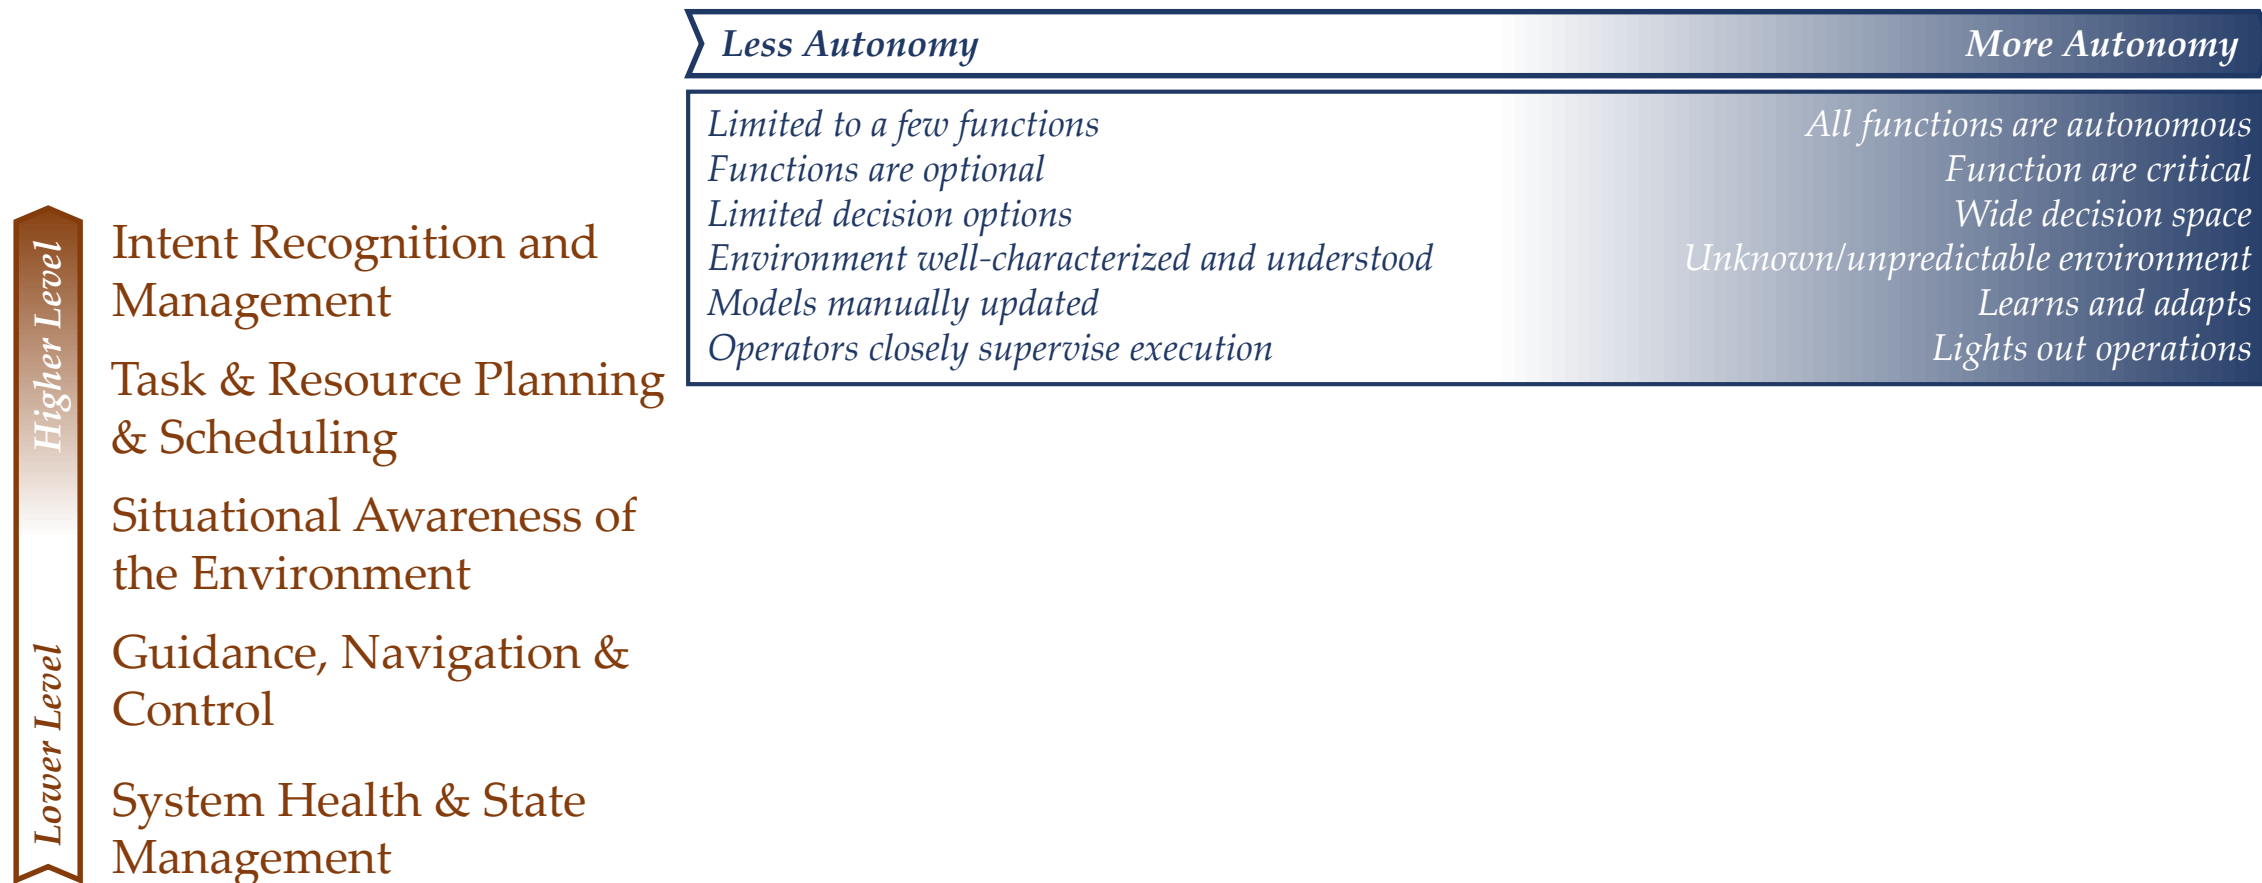 Less Autonomy
More Autonomy
Limited to a few functions
All functions are autonomous
Functions are optional
Function are critical
Limited decision options
Wide decision space
Environment well-characterized and understood
Unknown/unpredictable environment
Models manually updated
Learns and adapts
Operators closely supervise execution
Lights out operations
Higher Level
Lower Level
Intent Recognition and
Management
Task & Resource Planning
& Scheduling
Situational Awareness of
the Environment
Guidance, Navigation &
Control
System Health & State
Management